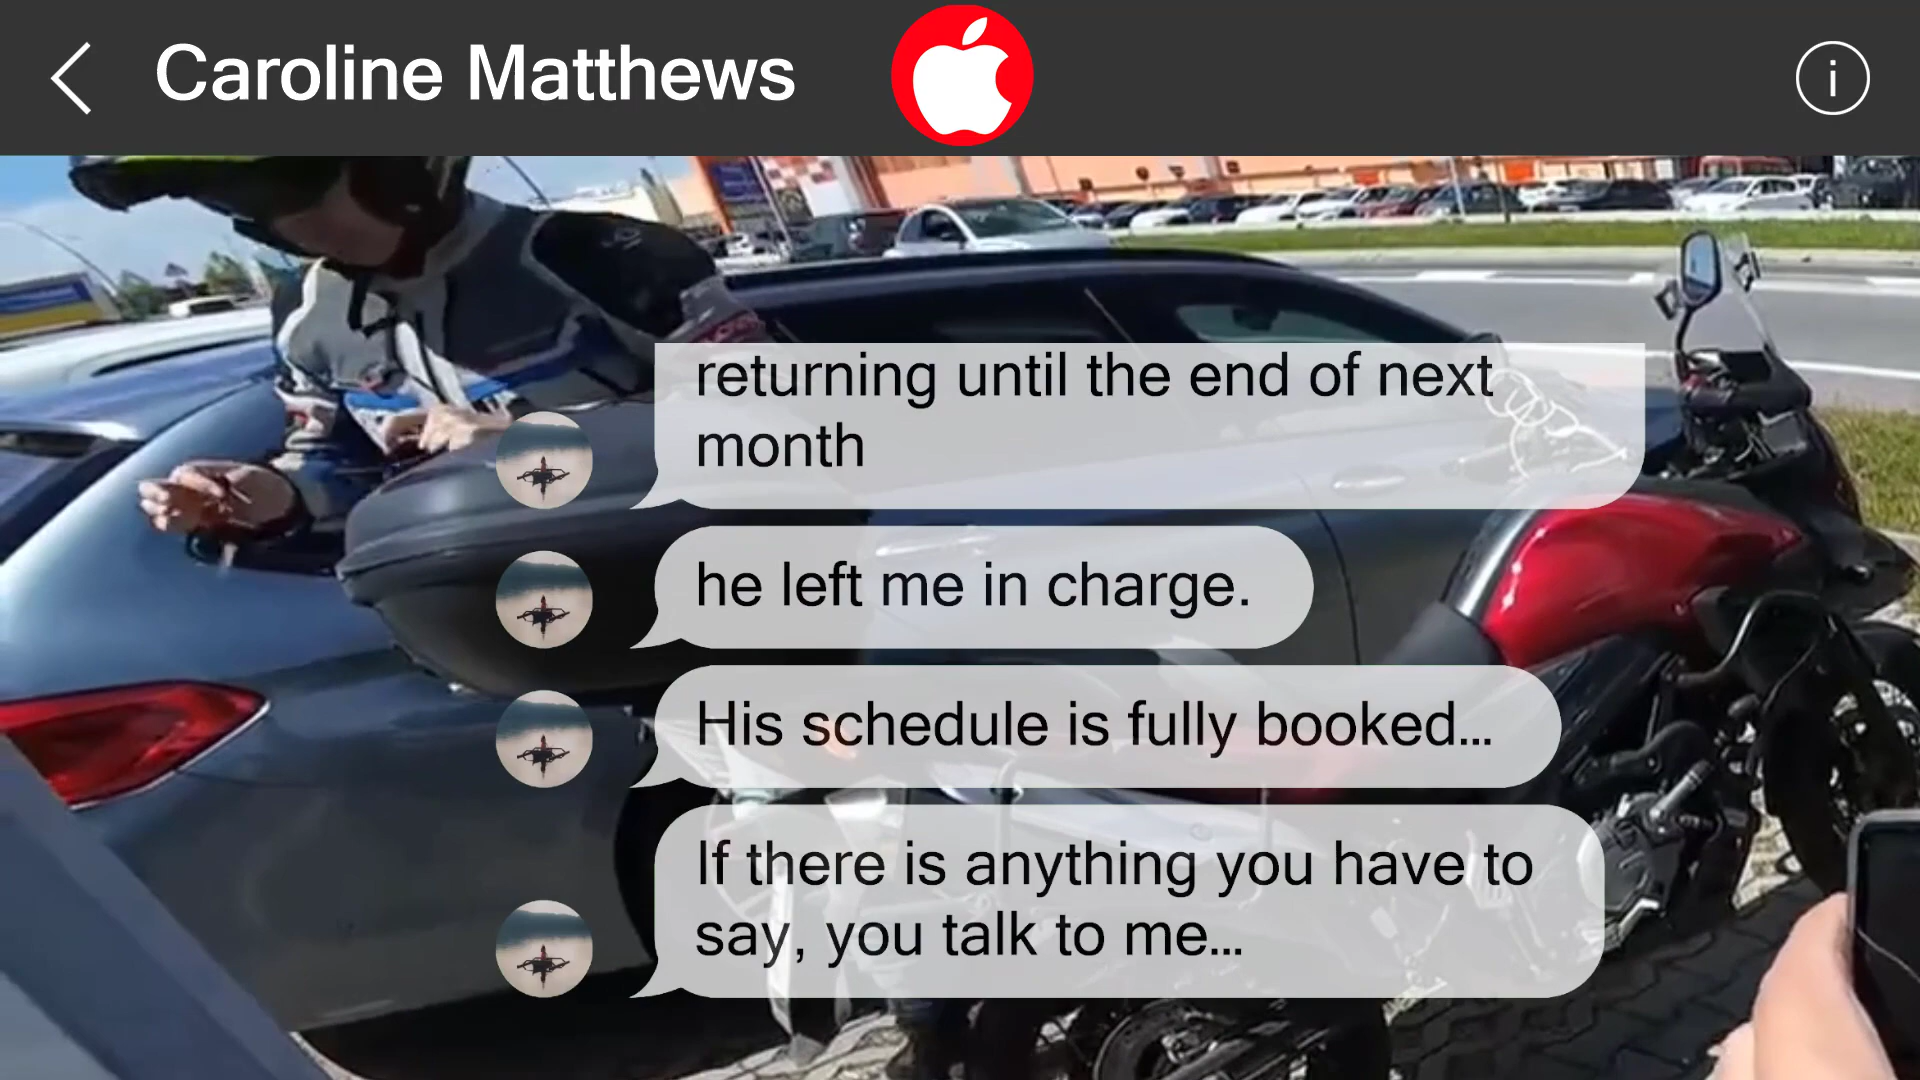 Caroline Matthews
returning until the end of next
month
he left me in charge.
His schedule is fully booked...
If there is anything you have to
say, you talk to me...